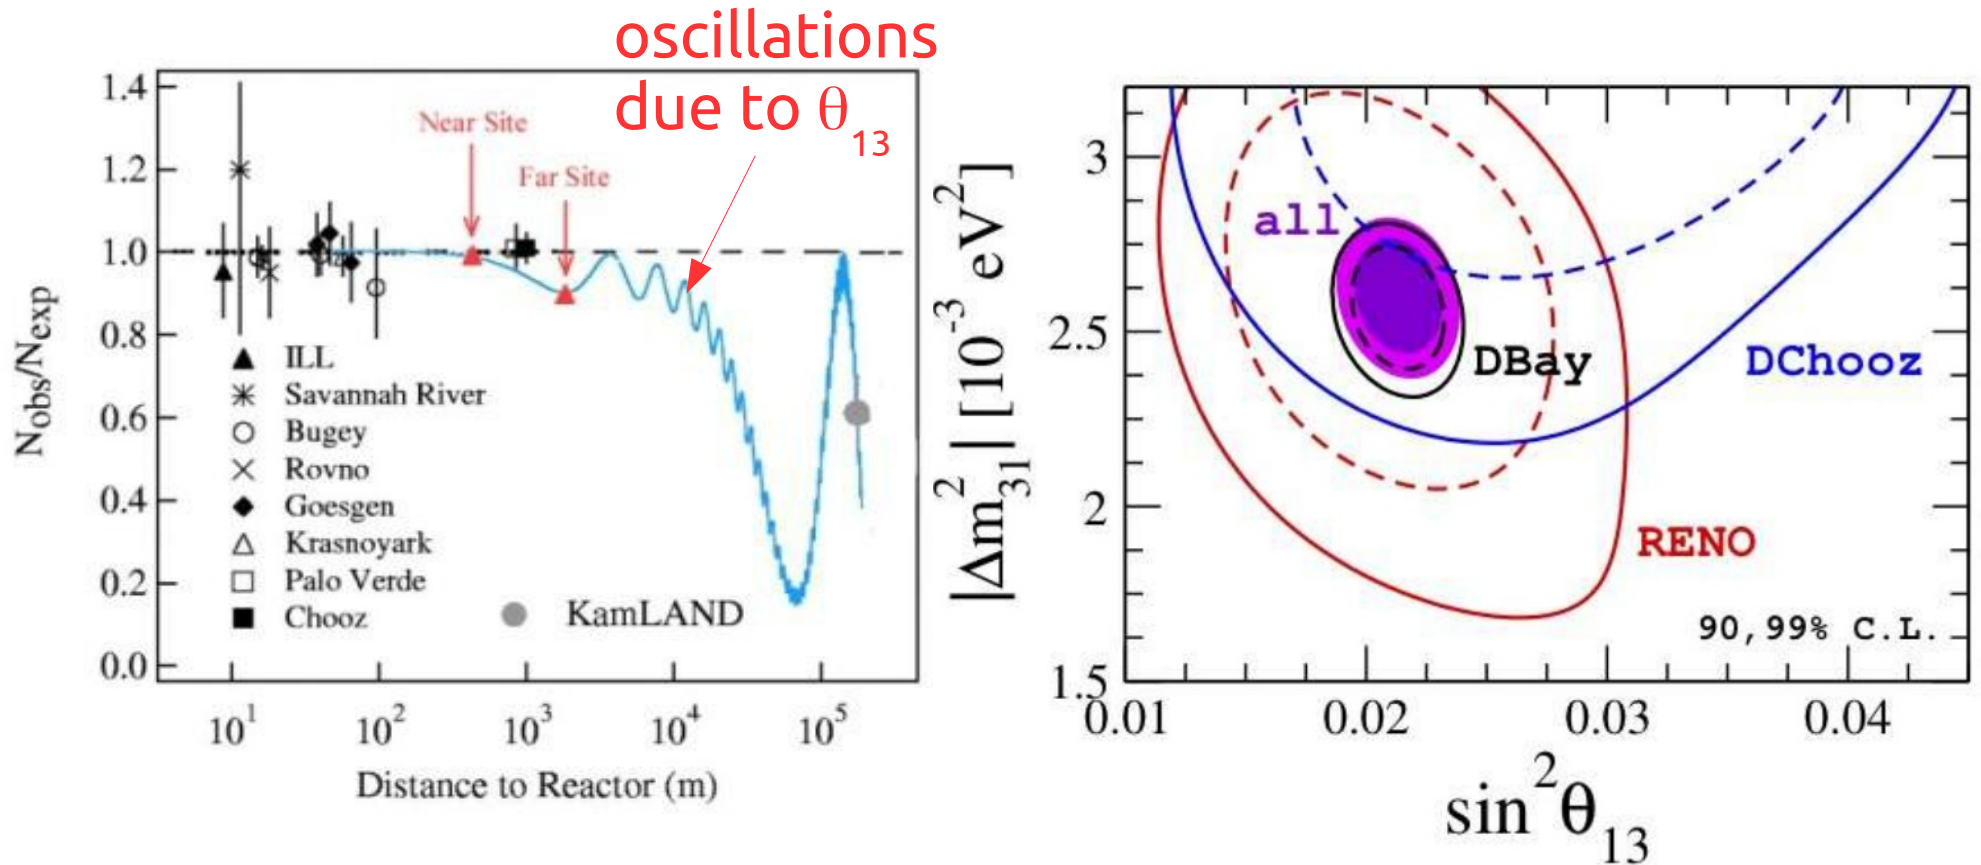 oscillations
due to θ13
1.4
1.2
1.0
0.8
0.6
0.4
0.2
0.0
Nobs/Nexp
Near Site
Far Site
ILL
Savannah River
Bugey
Rovno
Goesgen
Krasnoyark
Palo Verde
Chooz
KamLAND
10^1 10^2 10^3 10^4 10^5
Distance to Reactor (m)
|Δm^2_31| [10^-3 eV^2]
3
2.5
2
1.5
all
DBay
DChooz
RENO
90,99% C.L.
0.01 0.02 0.03 0.04
sin^2θ13